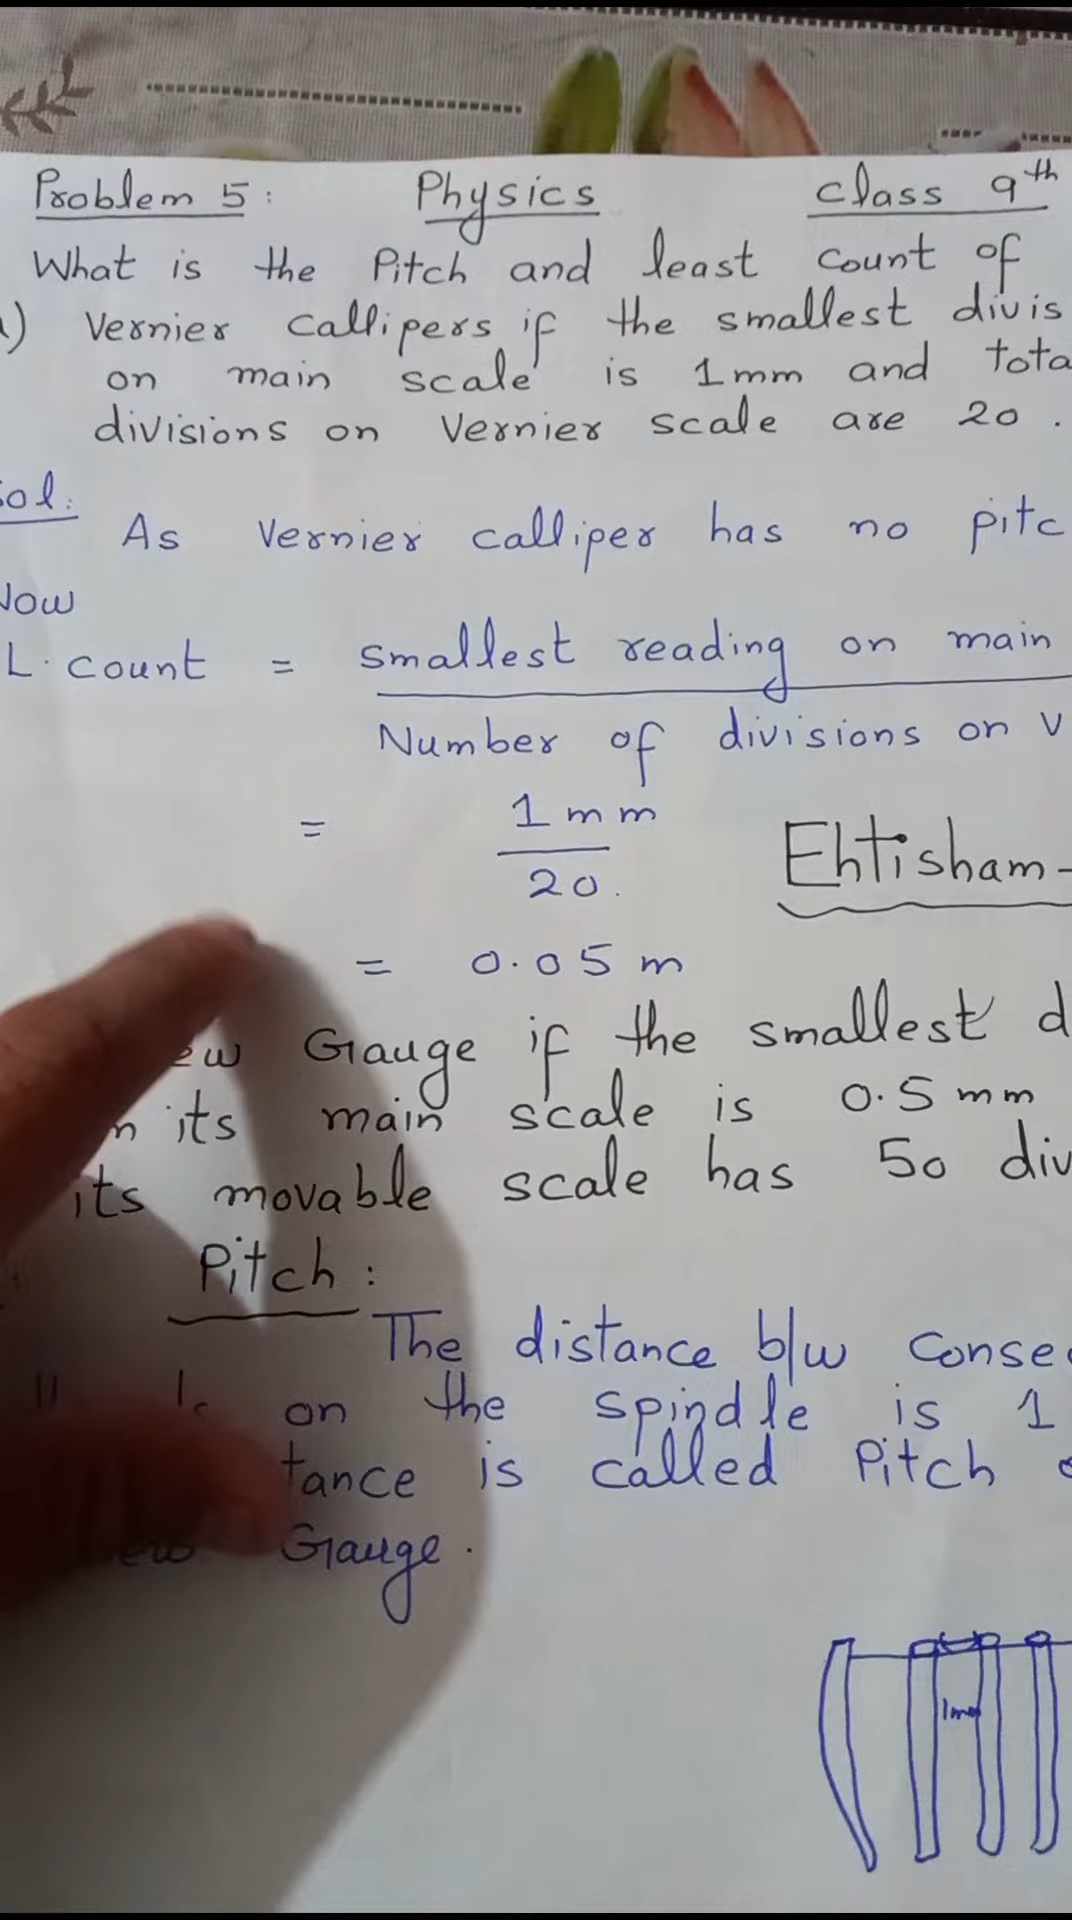 Problem 5: Physics class 9th
What is the Pitch and least count of
) Vernier Callipers if the smallest divis
on main scale is 1mm and tota
divisions on Vernier scale are 20.
Sol:
As Vernier calliper has no pitc
Now
L. count = smallest reading on main
Number of divisions on V
= 1mm
20.
= 0.05 m
ew Gauge if the smallest d
n its main scale is 0.5 mm
its movable scale has 50 div
Pitch:
The distance b/w Conse
on the spindle is 1
tance is called Pitch
ew Gauge.
Ehtisham-
1mm